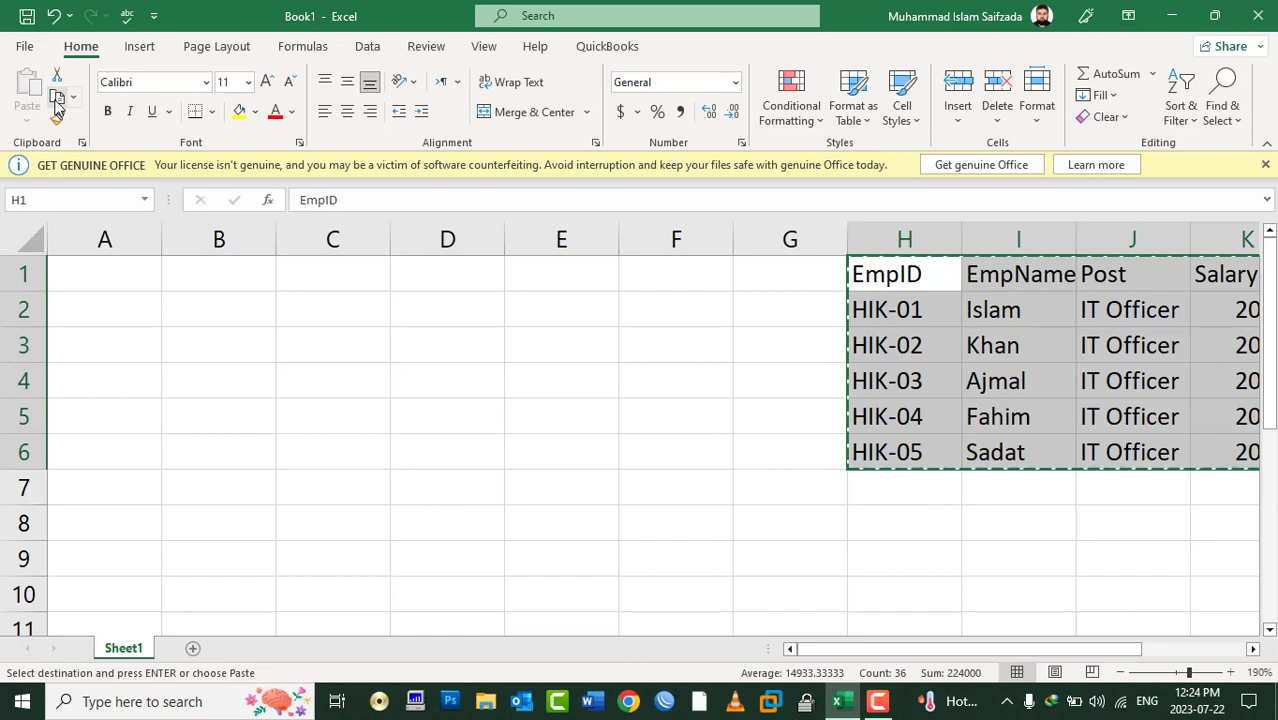 Book1 - Excel
Search
Muhammad Islam Saifzada
File Home Insert Page Layout Formulas Data Review View Help QuickBooks
Share
Paste
Calibri 11
B I U
Wrap Text
Merge & Center
General
$ %
Conditional Formatting
Format as Table
Cell Styles
Insert
Delete
Format
AutoSum
Fill
Clear
Sort & Filter
Find & Select
Clipboard Font Alignment Number Styles Cells Editing
GET GENUINE OFFICE Your license isn't genuine, and you may be a victim of software counterfeiting. Avoid interruption and keep your files safe with genuine Office today. Get genuine Office Learn more
H1 fx EmpID
A B C D E F G H I J K
1 EmpID EmpName Post Salary
2 HIK-01 Islam IT Officer 20
3 HIK-02 Khan IT Officer 20
4 HIK-03 Ajmal IT Officer 20
5 HIK-04 Fahim IT Officer 20
6 HIK-05 Sadat IT Officer 20
7
8
9
10
11
Sheet1
Select destination and press ENTER or choose Paste Average: 14933.33333 Count: 36 Sum: 224000 190%
Type here to search
Hot...
ENG
12:24 PM
2023-07-22